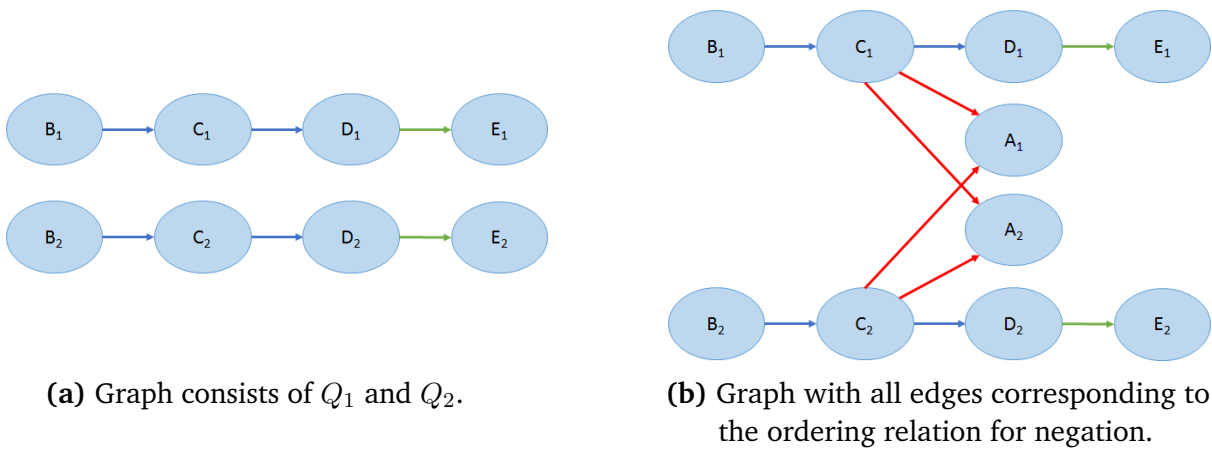 B₁ C₁ D₁ E₁
B₂ C₂ D₂ E₂
(a) Graph consists of Q₁ and Q₂.
B₁ C₁ D₁ E₁
A₁
A₂
B₂ C₂ D₂ E₂
(b) Graph with all edges corresponding to
the ordering relation for negation.